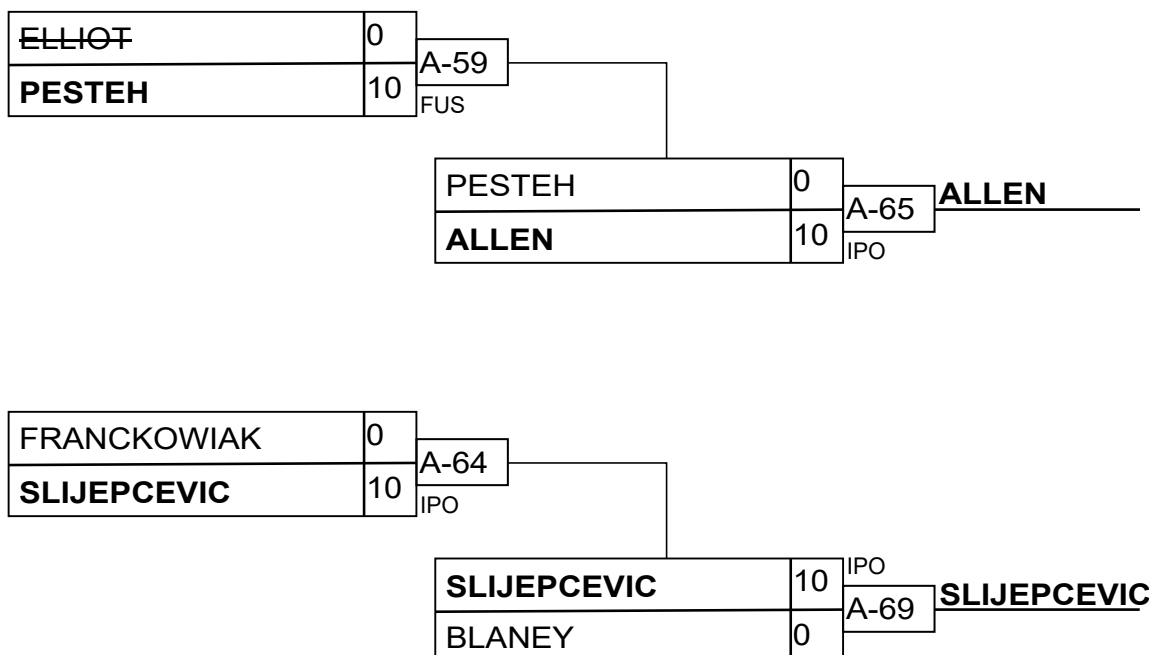 ELLIOT 0
A-59
PESTEH 10
FUS
PESTEH 0
ALLEN
A-65
ALLEN 10
IPO
FRANCKOWIAK 0
A-64
SLIJEPCEVIC 10
IPO
SLIJEPCEVIC 10
IPO
SLIJEPCEVIC
A-69
BLANEY 0